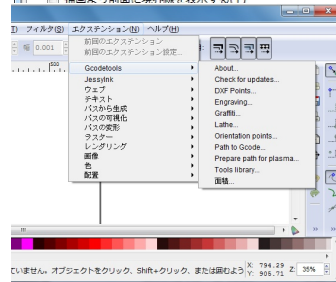 フィルタ(S) エクステンション(N) ヘルプ(H)
0.001
前回のエクステンション
前回のエクステンション設定...
Gcodetools
JessyInk
ウェブ
テキスト
パスから生成
パスの可視化
パスの変形
ラスター
レンダリング
画像
色
配置
About...
Check for updates...
DXF Points...
Engraving...
Graffiti...
Lathe...
Orientation points...
Path to Gcode...
Prepare path for plasma...
Tools library...
面積...
ていません。オブジェクトをクリック、Shift+クリック、または囲むよう
X: 794.29
Y: 905.71
Z: 35%